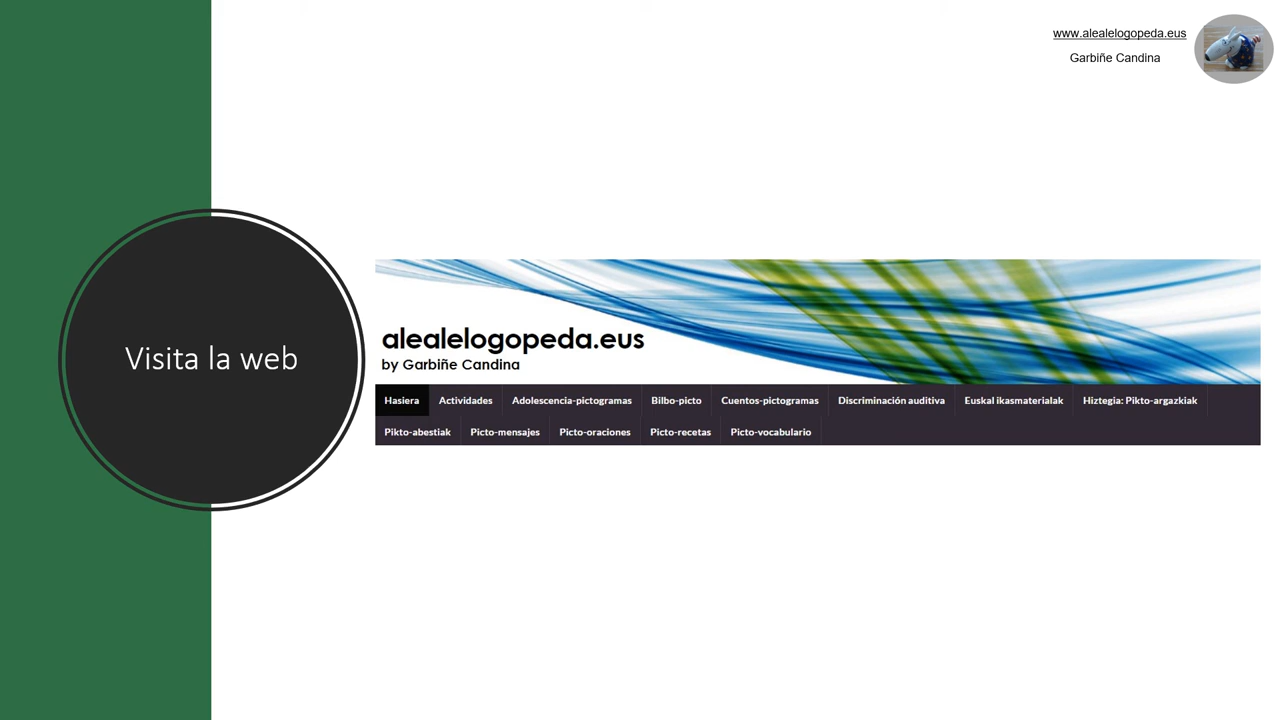 www.alealelogopeda.eus
Garbiñe Candina
Visita la web
alealelogopeda.eus
by Garbiñe Candina
Hasiera Actividades Adolescencia-pictogramas Bilbo-picto Cuentos-pictogramas Discriminación auditiva Euskal ikasmaterialak Hiztegia: Pikto-argazkiak
Pikto-abestiak Picto-mensajes Picto-oraciones Picto-recetas Picto-vocabulario